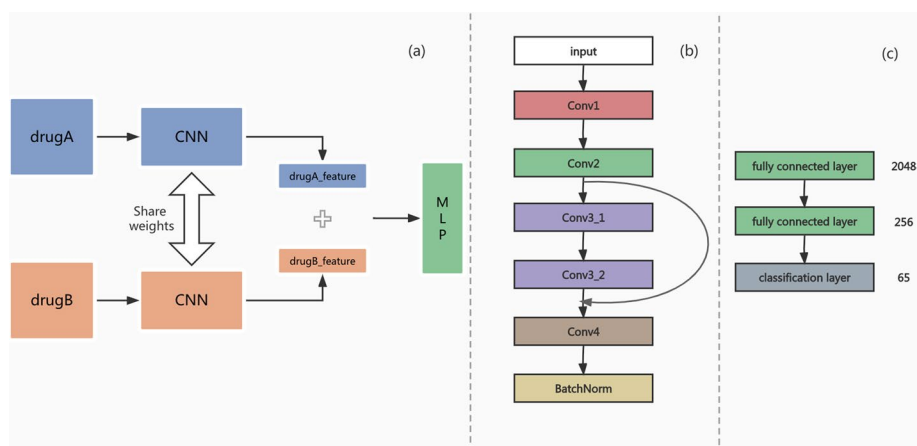 (a)
drugA
CNN
drugA_feature
Share
weights
M
L
P
drugB_feature
drugB
CNN
(b)
input
Conv1
Conv2
Conv3_1
Conv3_2
Conv4
BatchNorm
(c)
fully connected layer 2048
fully connected layer 256
classification layer 65